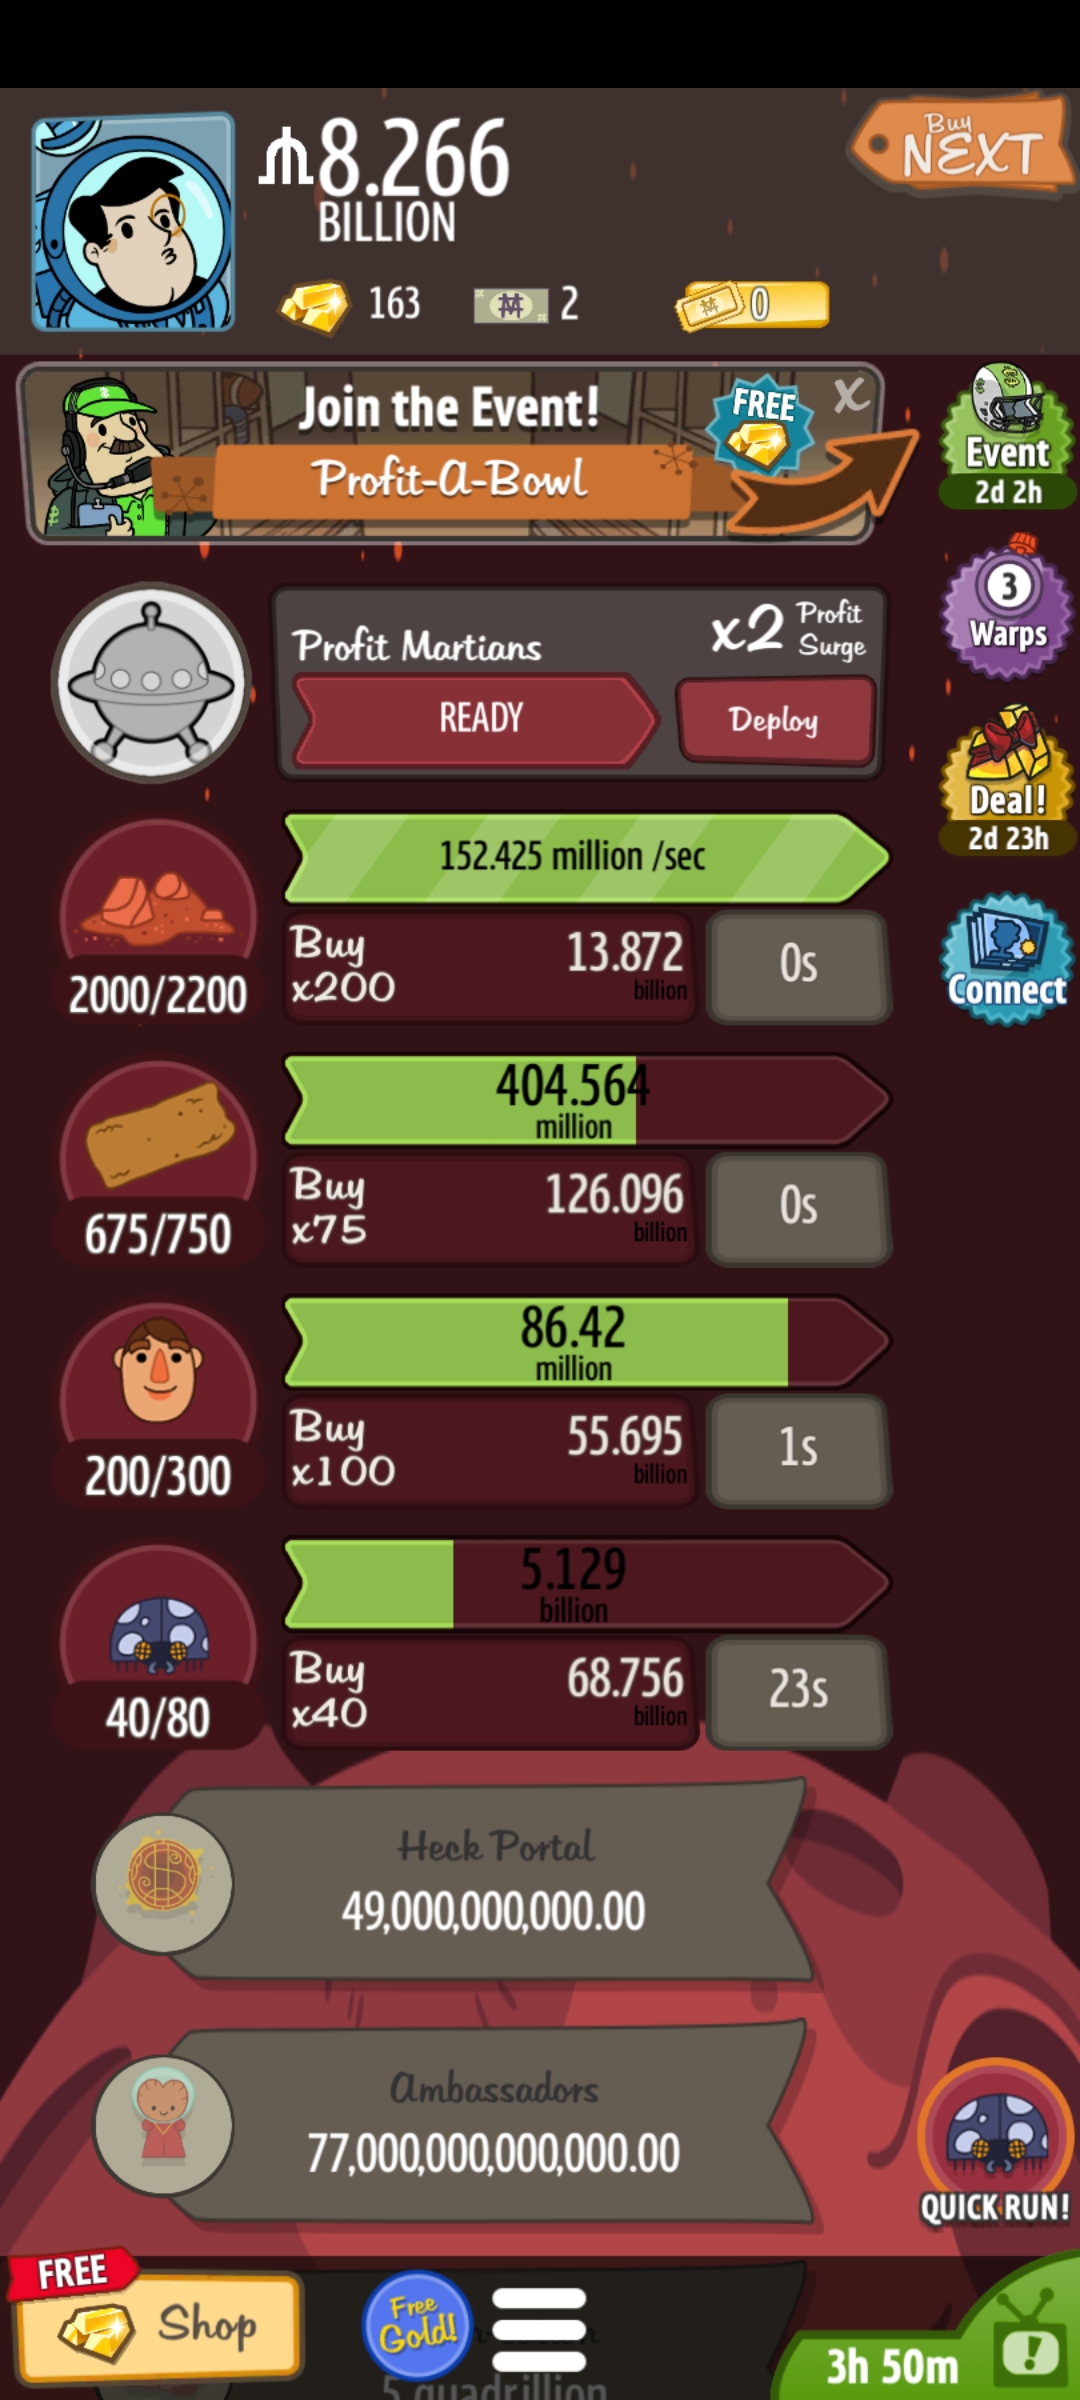 8.266
BILLION
Buy
NEXT
163
2
0
Join the Event!
Profit-A-Bowl
FREE
X
Event
2d 2h
3
Warps
Profit Martians
x2 Profit Surge
READY
Deploy
Deal!
2d 23h
152.425 million /sec
Buy
x200
13.872
billion
0s
2000/2200
Connect
404.564
million
Buy
x75
126.096
billion
0s
675/750
86.42
million
Buy
x100
55.695
billion
1s
200/300
5.129
billion
Buy
x40
68.756
billion
23s
40/80
Heck Portal
49,000,000,000.00
Ambassadors
77,000,000,000,000.00
QUICK RUN!
FREE
Shop
Free
Gold!
5 quadrillion
3h 50m